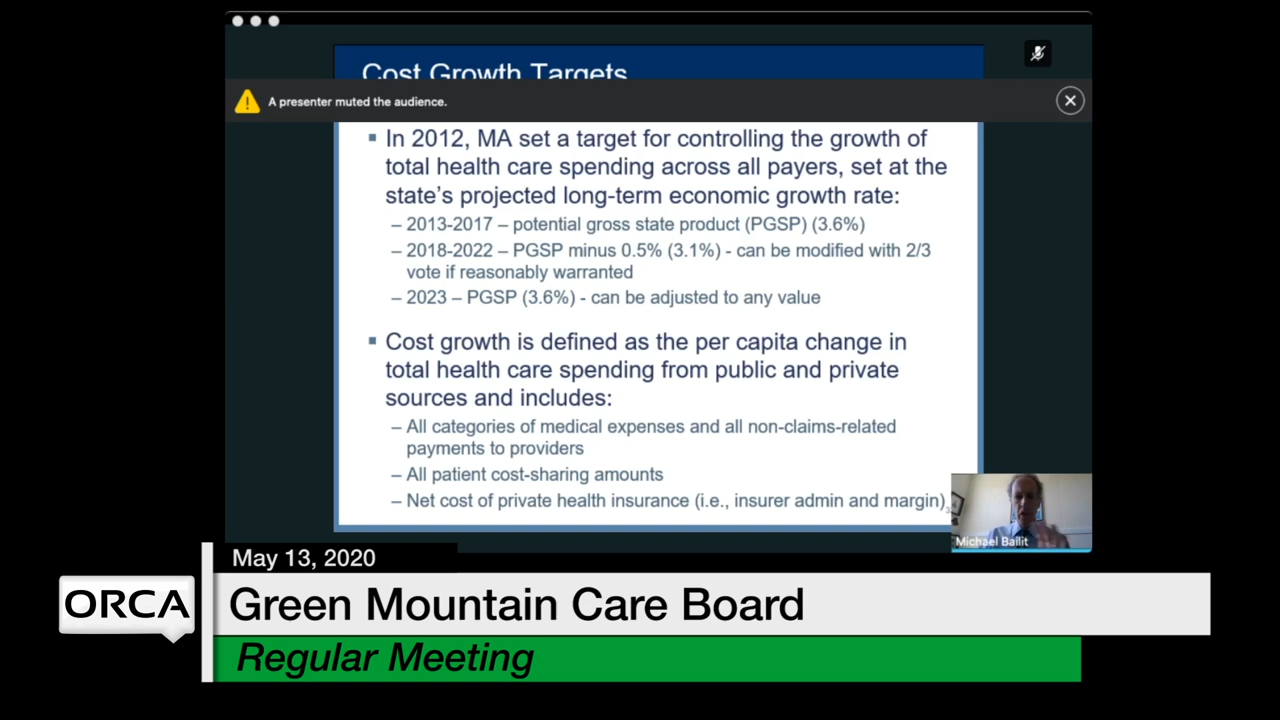 Cost Growth Targets
A presenter muted the audience.
▪ In 2012, MA set a target for controlling the growth of
total health care spending across all payers, set at the
state's projected long-term economic growth rate:
– 2013-2017 – potential gross state product (PGSP) (3.6%)
– 2018-2022 – PGSP minus 0.5% (3.1%) - can be modified with 2/3
vote if reasonably warranted
– 2023 – PGSP (3.6%) - can be adjusted to any value
▪ Cost growth is defined as the per capita change in
total health care spending from public and private
sources and includes:
– All categories of medical expenses and all non-claims-related
payments to providers
– All patient cost-sharing amounts
– Net cost of private health insurance (i.e., insurer admin and margin)
Michael Bailit
May 13, 2020
ORCA
Green Mountain Care Board
Regular Meeting